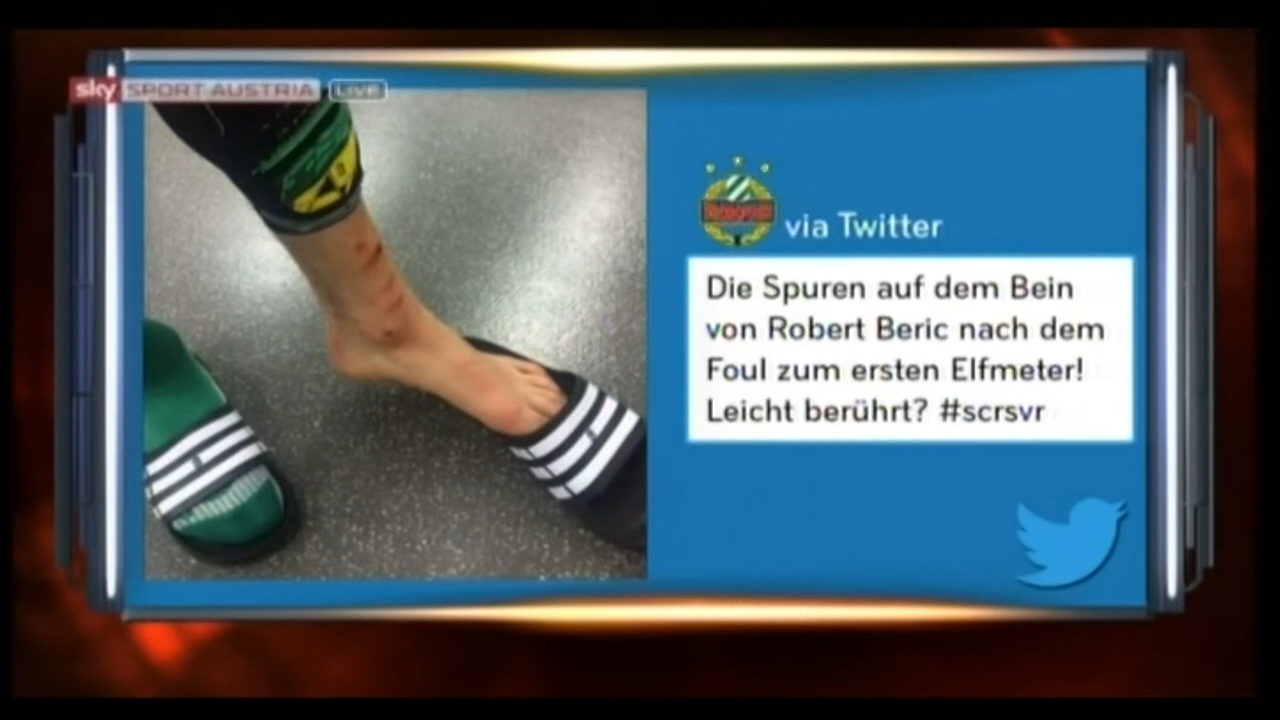 sky SPORT AUSTRIA Live
via Twitter
Die Spuren auf dem Bein
von Robert Beric nach dem
Foul zum ersten Elfmeter!
Leicht berührt? #scrsvr